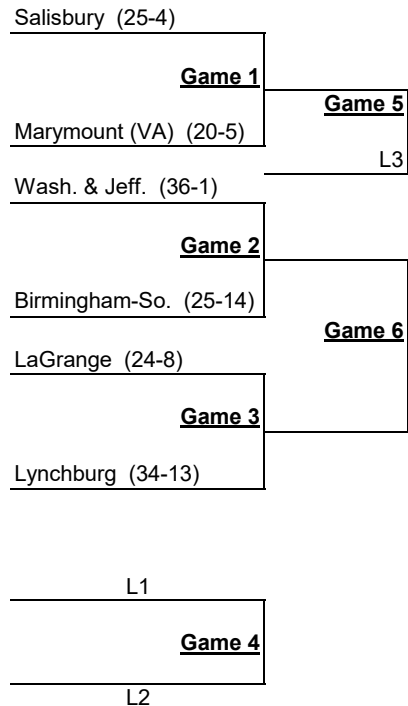 Salisbury (25-4)
Game 1
Game 5
Marymount (VA) (20-5)
L3
Wash. & Jeff. (36-1)
Game 2
Birmingham-So. (25-14)
Game 6
LaGrange (24-8)
Game 3
Lynchburg (34-13)
L1
Game 4
L2